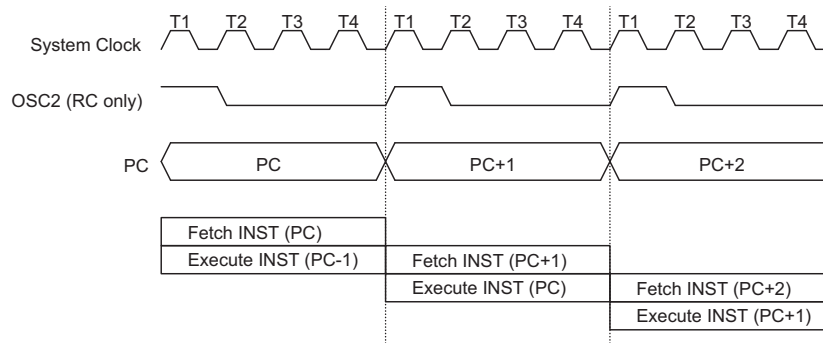 T1 T2 T3 T4 T1 T2 T3 T4 T1 T2 T3 T4
System Clock
OSC2 (RC only)
PC PC PC+1 PC+2
Fetch INST (PC)
Execute INST (PC-1) Fetch INST (PC+1)
Execute INST (PC) Fetch INST (PC+2)
Execute INST (PC+1)